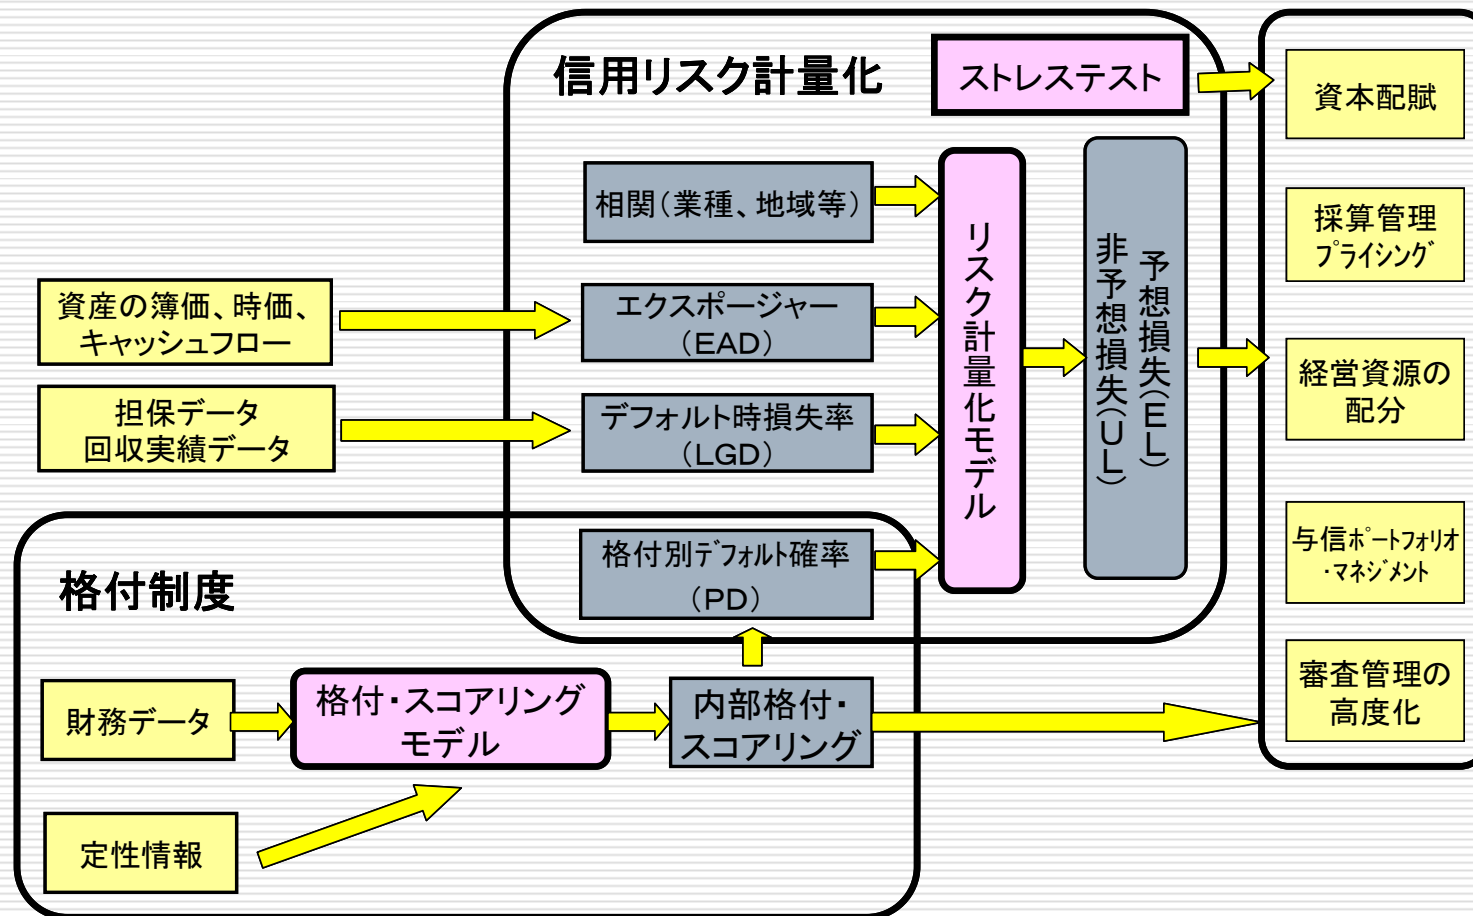 信用リスク計量化
ストレステスト
資本配賦
相関(業種、地域等)
採算管理
プライシング
資産の簿価、時価、
キャッシュフロー
エクスポージャー
(EAD)
リスク計量化モデル
予想損失(EL)
非予想損失(UL)
経営資源の
配分
担保データ
回収実績データ
デフォルト時損失率
(LGD)
格付制度
格付別デフォルト確率
(PD)
与信ポートフォリオ
・マネジメント
財務データ
格付・スコアリング
モデル
内部格付・
スコアリング
審査管理の
高度化
定性情報